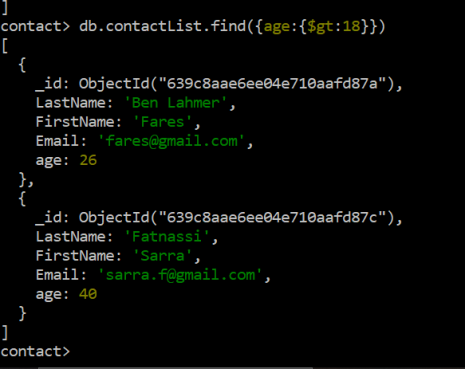 ]
contact> db.contactList.find({age:{$gt:18}})
[
  {
    _id: ObjectId("639c8aae6ee04e710aafd87a"),
    LastName: 'Ben Lahmer',
    FirstName: 'Fares',
    Email: 'fares@gmail.com',
    age: 26
  },
  {
    _id: ObjectId("639c8aae6ee04e710aafd87c"),
    LastName: 'Fatnassi',
    FirstName: 'Sarra',
    Email: 'sarra.f@gmail.com',
    age: 40
  }
]
contact>